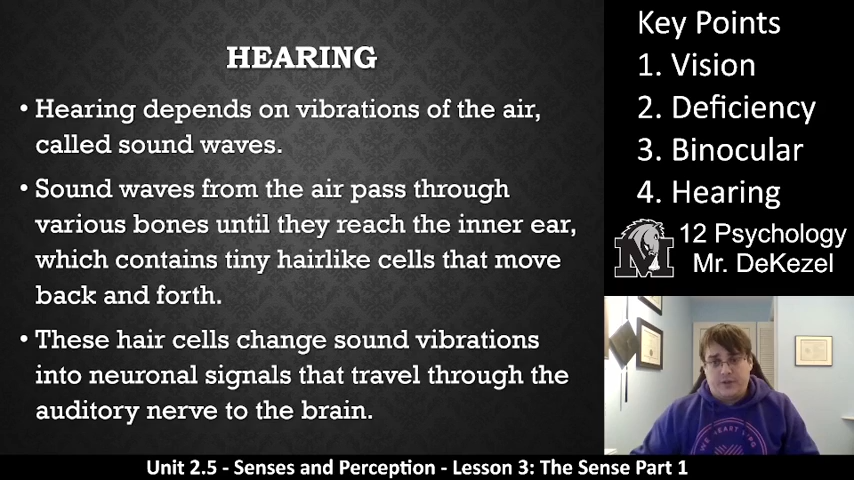 HEARING
• Hearing depends on vibrations of the air,
called sound waves.
• Sound waves from the air pass through
various bones until they reach the inner ear,
which contains tiny hairlike cells that move
back and forth.
• These hair cells change sound vibrations
into neuronal signals that travel through the
auditory nerve to the brain.
Key Points
1. Vision
2. Deficiency
3. Binocular
4. Hearing
M
12 Psychology
Mr. DeKezel
Unit 2.5 - Senses and Perception - Lesson 3: The Sense Part 1